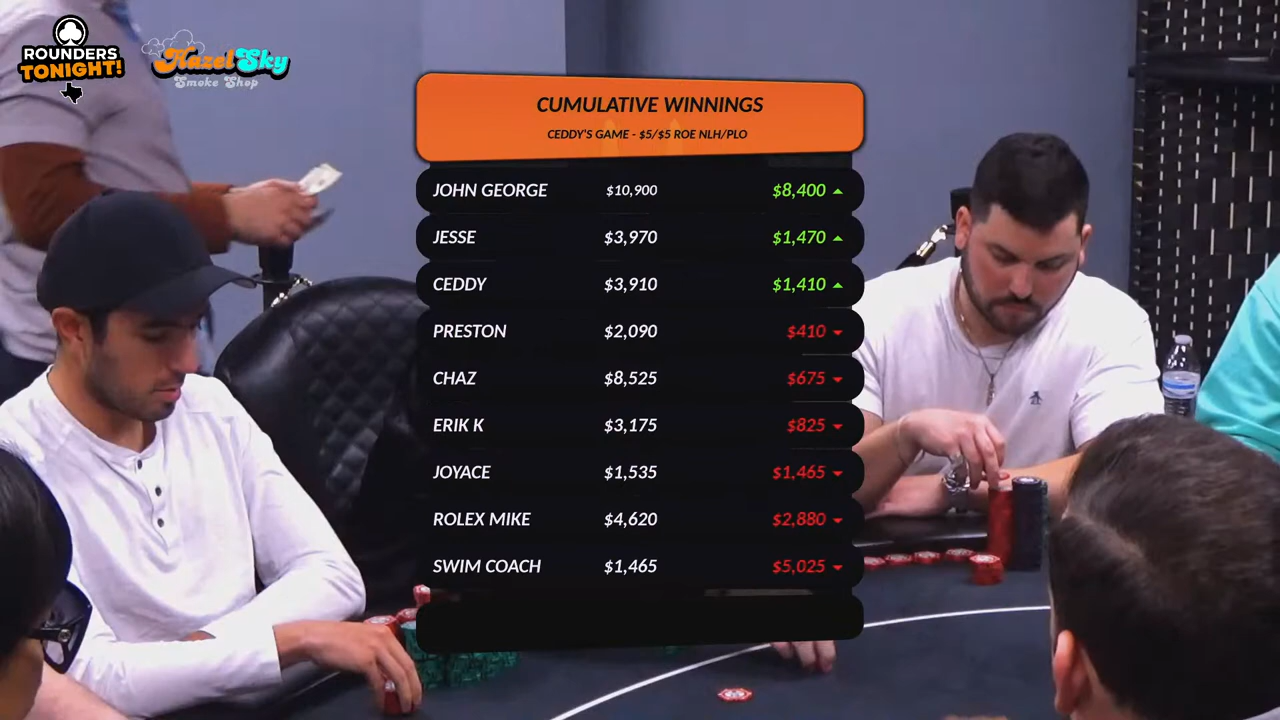 ROUNDERS
TONIGHT!
Hazel Sky
Smoke Shop
CUMULATIVE WINNINGS
CEDDY'S GAME - $5/$5 ROE NLH/PLO
JOHN GEORGE $10,900 $8,400
JESSE $3,970 $1,470
CEDDY $3,910 $1,410
PRESTON $2,090 $410
CHAZ $8,525 $675
ERIK K $3,175 $825
JOYACE $1,535 $1,465
ROLEX MIKE $4,620 $2,880
SWIM COACH $1,465 $5,025